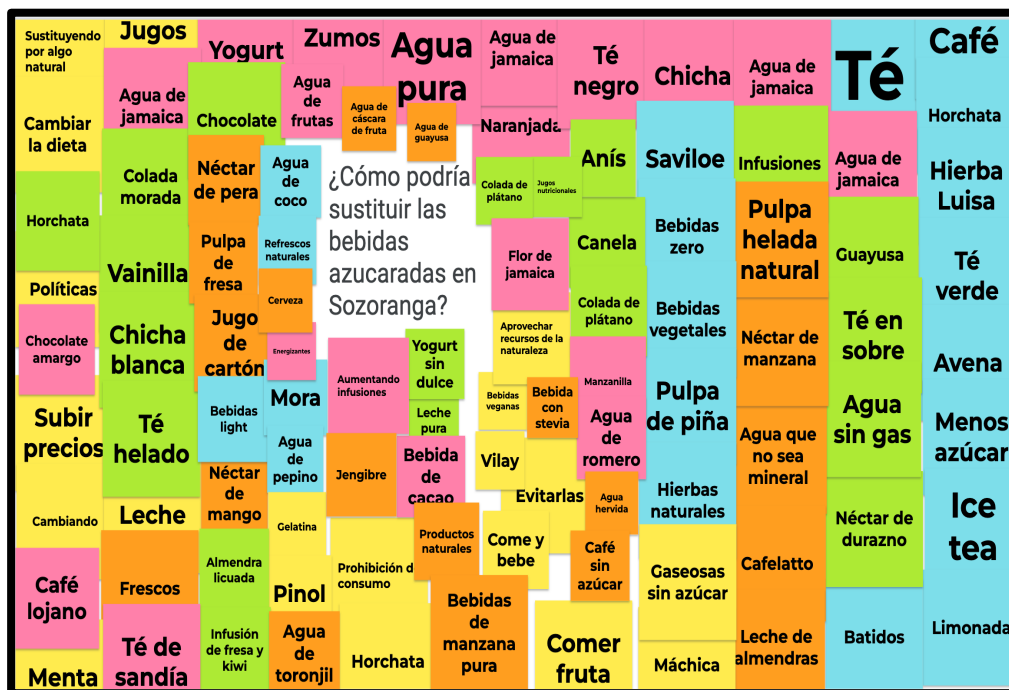 Sustituyendo
por algo
natural
Cambiar
la dieta
Horchata
Políticas
Chocolate
amargo
Subir
precios
Cambiando
Café
lojano
Menta
Jugos
Agua de
jamaica
Colada
morada
Vainilla
Chicha
blanca
Té
helado
Leche
Frescos
Té de
sandía
Yogurt
Chocolate
Néctar
de pera
Pulpa
de
fresa
Jugo
de
cartón
Bebidas
light
Néctar
de
mango
Almendra
licuada
Infusión
de fresa y
kiwi
Zumos
Agua
de
frutas
Agua de
cáscara
de fruta
Agua
de
coco
Refrescos
naturales
Cerveza
Energizantes
Mora
Agua
de
pepino
Gelatina
Pinol
Agua
de
toronjil
¿Cómo podría
sustituir las
bebidas
azucaradas en
Sozoranga?
Agua
pura
Agua de
guayusa
Aumentando
infusiones
Jengibre
Prohibición d
consumo
Horchata
Yogurt
sin
dulce
Leche
pura
Bebida
de
cacao
Productos
naturales
Bebidas
de
manzana
pura
Agua de
jamaica
Naranjada
Colada de
plátano
Jugos
nutricionales
Flor de
jamaica
Aprovechar
recursos de la
naturaleza
Bebidas
veganas
Bebida
con
stevia
Vilay
Evitarlas
Come y
bebe
Comer
fruta
Té
negro
Anís
Canela
Colada de
plátano
Manzanilla
Agua
de
romero
Agua
hervida
Café
sin
azúcar
Chicha
Saviloe
Bebidas
zero
Bebidas
vegetales
Pulpa
de piña
Hierbas
naturales
Gaseosas
sin azúcar
Máchica
Agua de
jamaica
Infusiones
Pulpa
helada
natural
Néctar de
manzana
Agua que
no sea
mineral
Cafelatto
Leche de
almendras
Té
Agua de
jamaica
Guayusa
Té en
sobre
Agua
sin gas
Néctar de
durazno
Batidos
Café
Horchata
Hierba
Luisa
Té
verde
Avena
Menos
azúcar
Ice
tea
Limonada